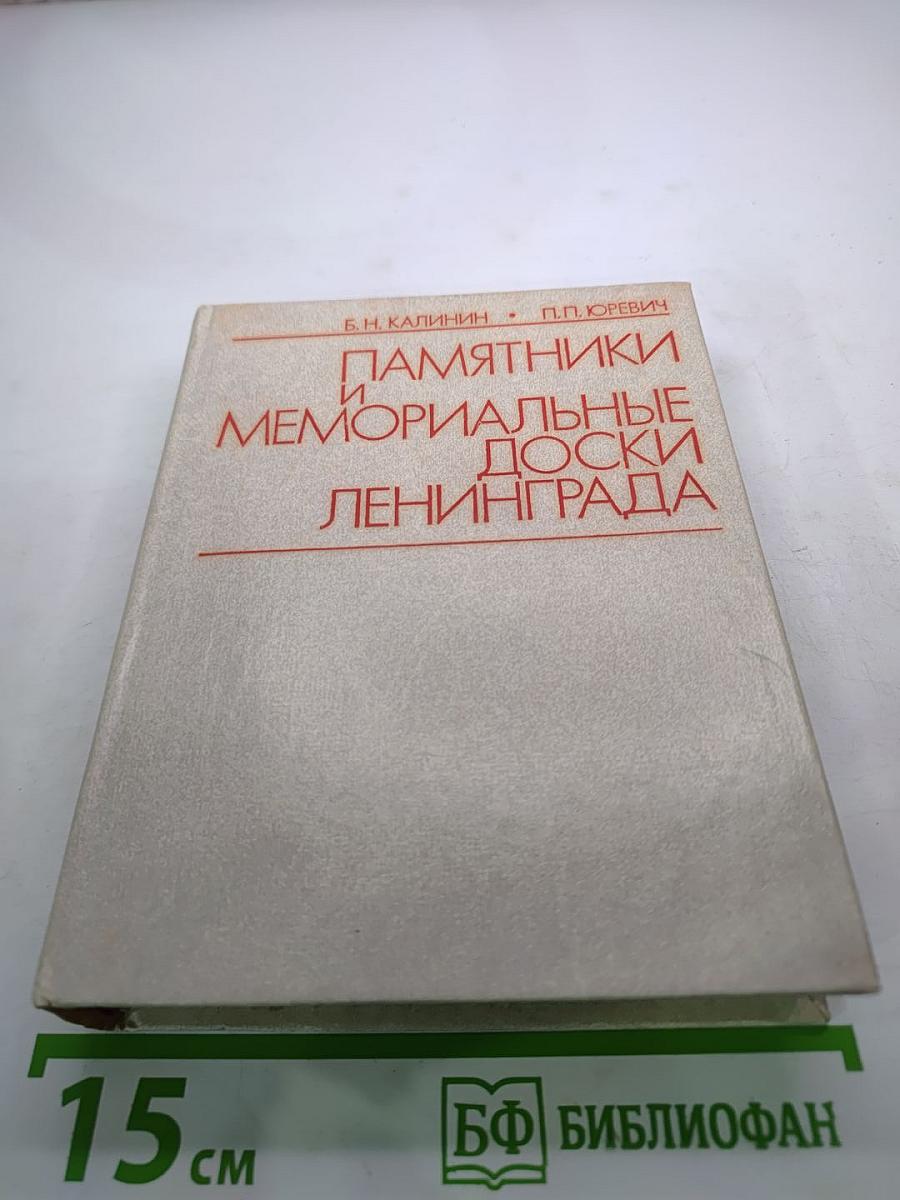 Б. Н. КАЛИНИН • П. П. ЮРЕВИЧ
ПАМЯТНИКИ
И
МЕМОРИАЛЬНЫЕ
ДОСКИ
ЛЕНИНГРАДА
15 см
БФ БИБЛИОФАН